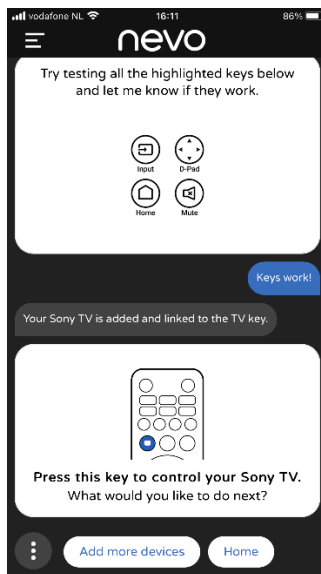 vodafone NL 16:11 86%
nevo
Try testing all the highlighted keys below
and let me know if they work.
Input D-Pad
Home Mute
Keys work!
Your Sony TV is added and linked to the TV key.
Press this key to control your Sony TV.
What would you like to do next?
Add more devices Home